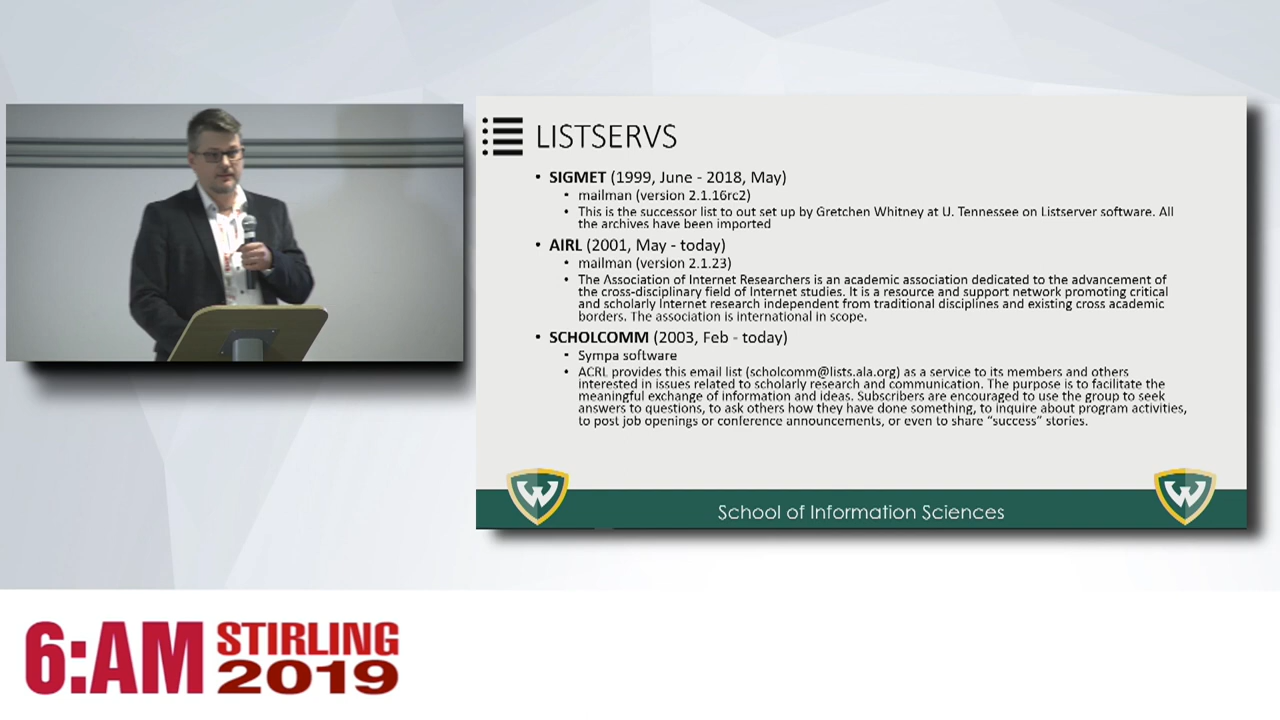 LISTSERVS
• SIGMET (1999, June - 2018, May)
• mailman (version 2.1.16rc2)
• This is the successor list to out set up by Gretchen Whitney at U. Tennessee on Listserver software. All
the archives have been imported
• AIRL (2001, May - today)
• mailman (version 2.1.23)
• The Association of Internet Researchers is an academic association dedicated to the advancement of
the cross-disciplinary field of Internet studies. It is a resource and support network promoting critical
and scholarly Internet research independent from traditional disciplines and existing cross academic
borders. The association is international in scope.
• SCHOLCOMM (2003, Feb - today)
• Sympa software
• ACRL provides this email list (scholcomm@lists.ala.org) as a service to its members and others
interested in issues related to scholarly research and communication. The purpose is to facilitate the
meaningful exchange of information and ideas. Subscribers are encouraged to use the group to seek
answers to questions, to ask others how they have done something, to inquire about program activities,
to post job openings or conference announcements, or even to share “success” stories.
W
W
School of Information Sciences
6:AM STIRLING
2019